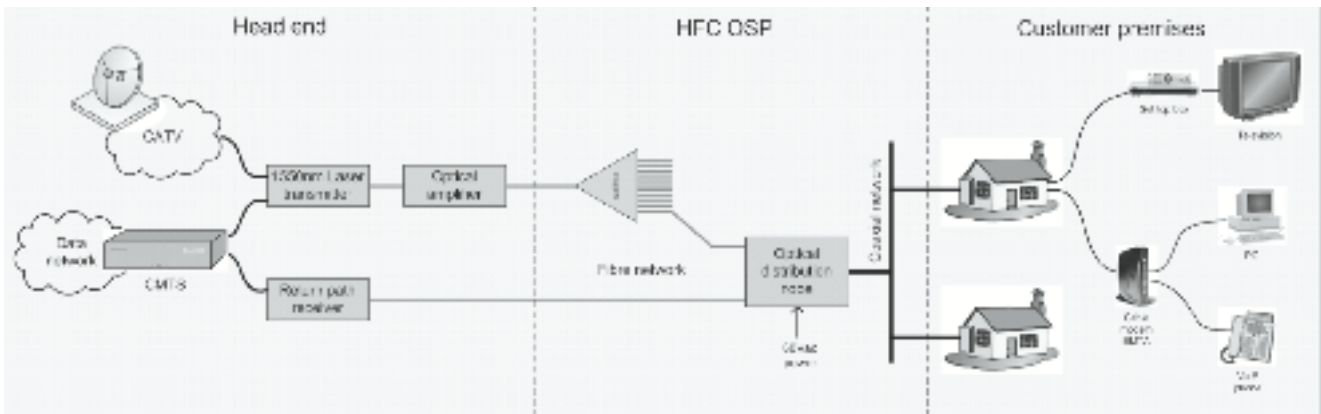 Head end
HFC OSP
Customer premises
CATV
Set top box
Television
1550nm Laser
transmitter
Optical
amplifier
Coaxial network
Data
network
CMTS
Fibre network
Optical
distribution
node
PC
Return path
receiver
power
Cable
modem
phone